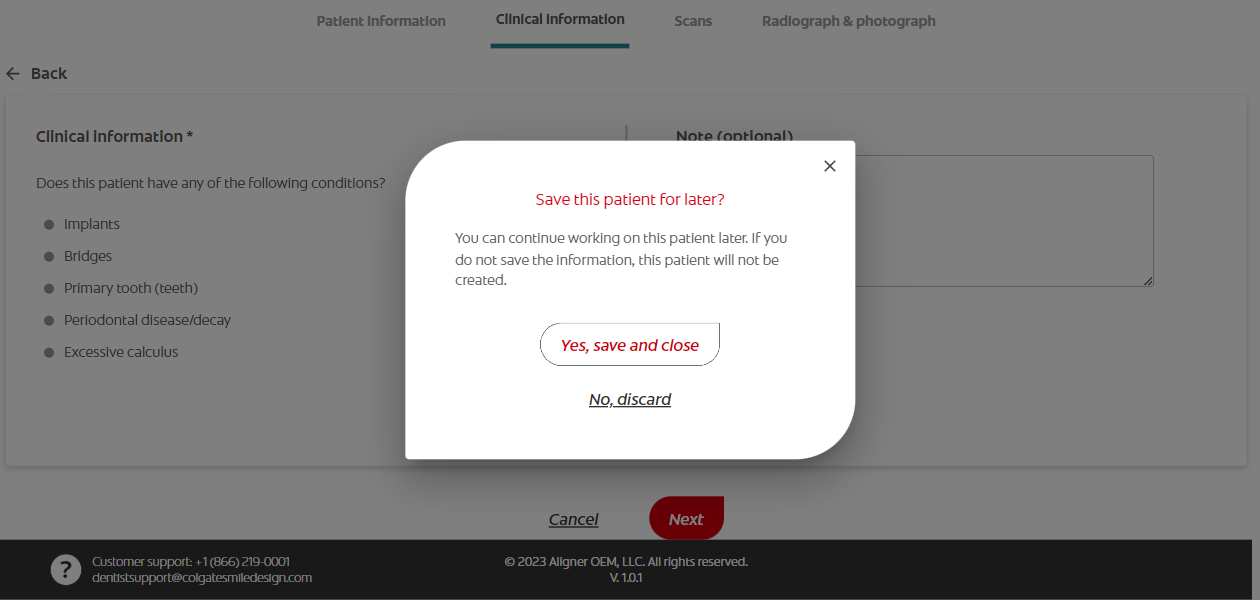 Patient information
Clinical information
Scans
Radiograph & photograph
Back
Clinical information *
Note (optional)
Does this patient have any of the following conditions?
Implants
Bridges
Primary tooth (teeth)
Periodontal disease/decay
Excessive calculus
Save this patient for later?
You can continue working on this patient later. If you
do not save the information, this patient will not be
created.
Yes, save and close
No, discard
Cancel
Next
?
Customer support: +1 (866) 219-0001
dentistsupport@colgatesmiledesign.com
© 2023 Aligner OEM, LLC. All rights reserved.
V. 1.0.1